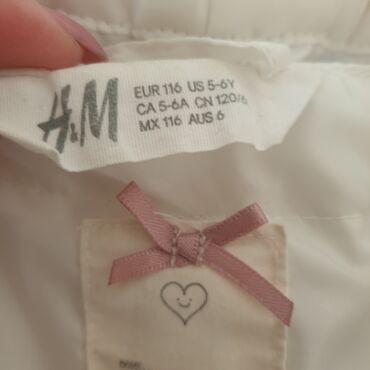 H&M
EUR 116 US 5-6Y
CA 5-6A CN 120/
MX 116 AUS 6